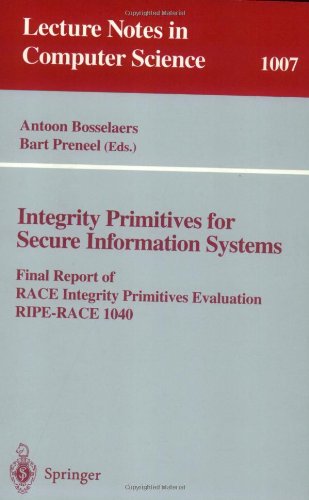 Lecture Notes in
Computer Science 1007
Antoon Bosselaers
Bart Preneel (Eds.)
Integrity Primitives for
Secure Information Systems
Final Report of
RACE Integrity Primitives Evaluation
RIPE-RACE 1040
Springer